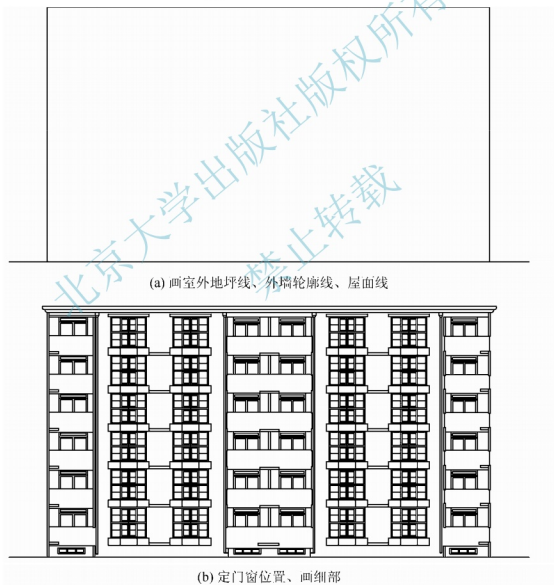 北京大学出版社版权所有
禁止转载
(a) 画室外地坪线、外墙轮廓线、屋面线
(b) 定门窗位置、画细部